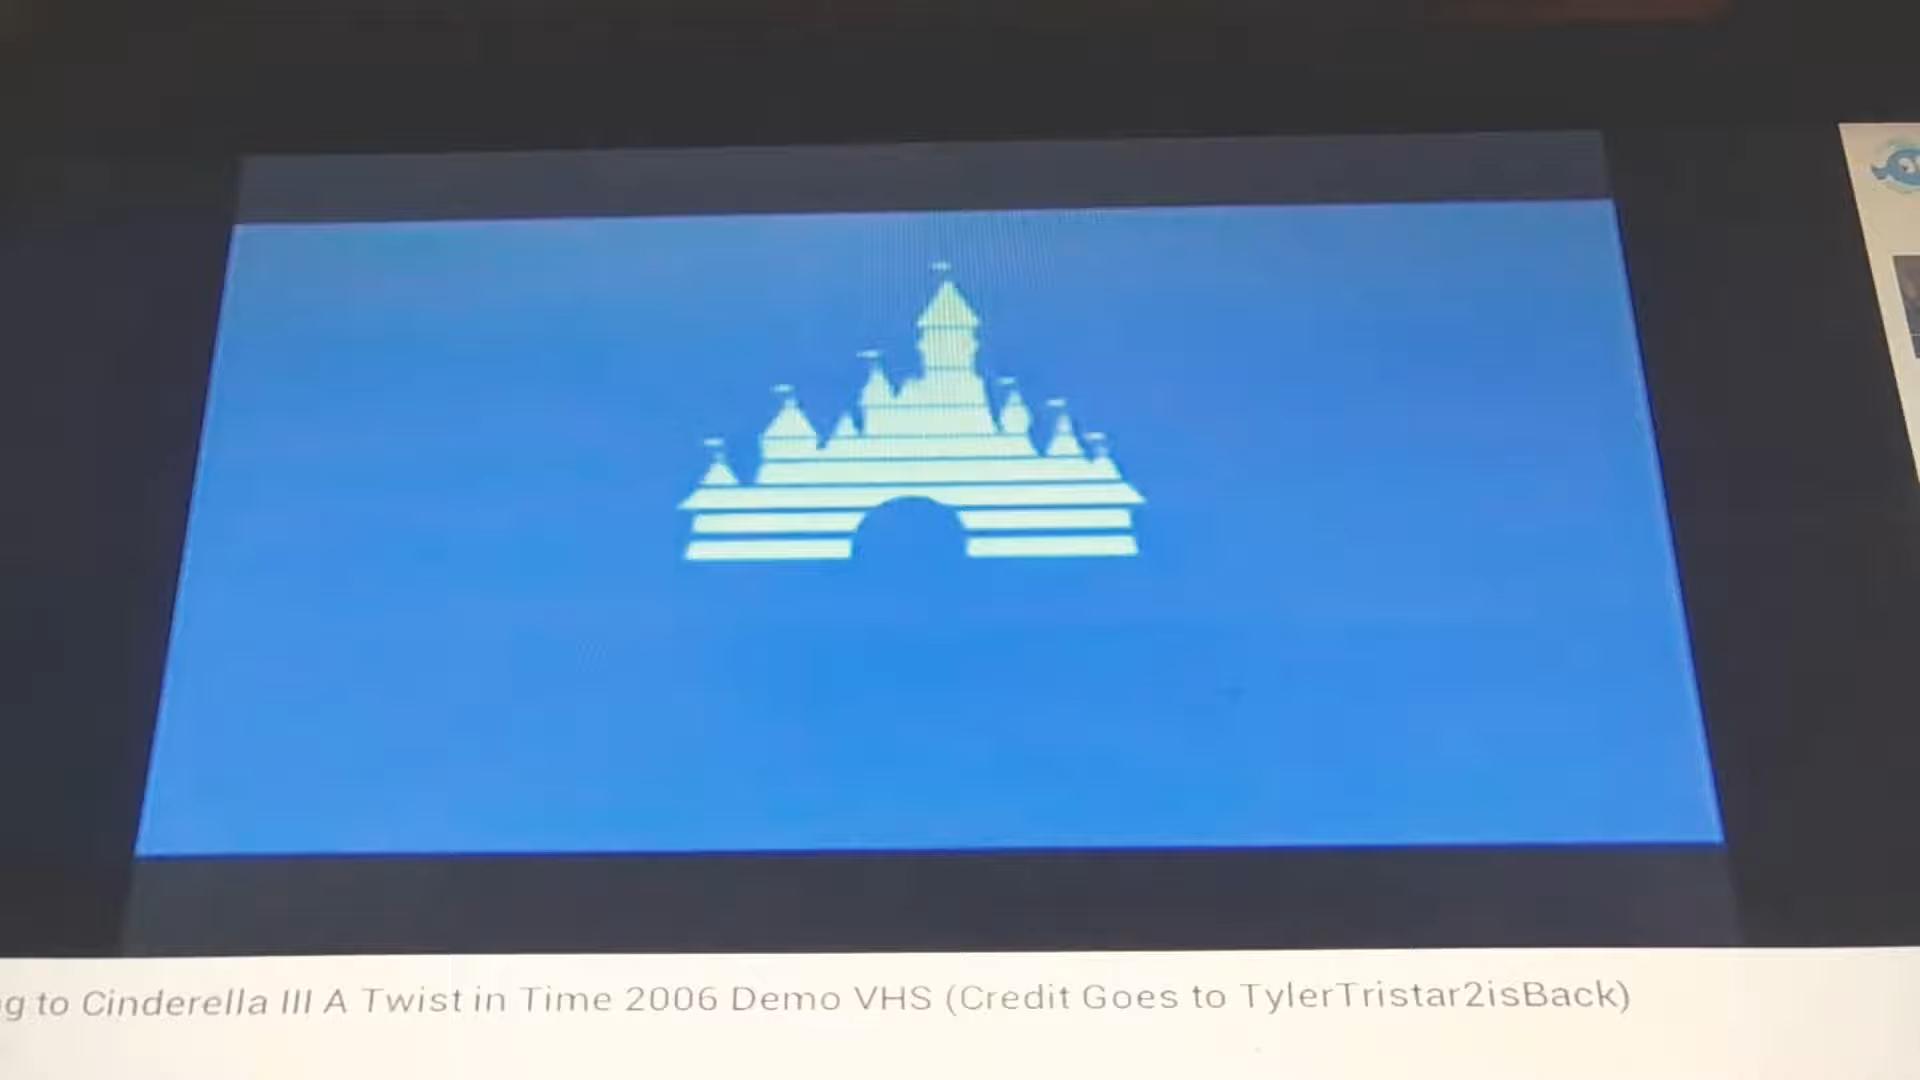 g to Cinderella III A Twist in Time 2006 Demo VHS (Credit Goes to TylerTristar2isBack)